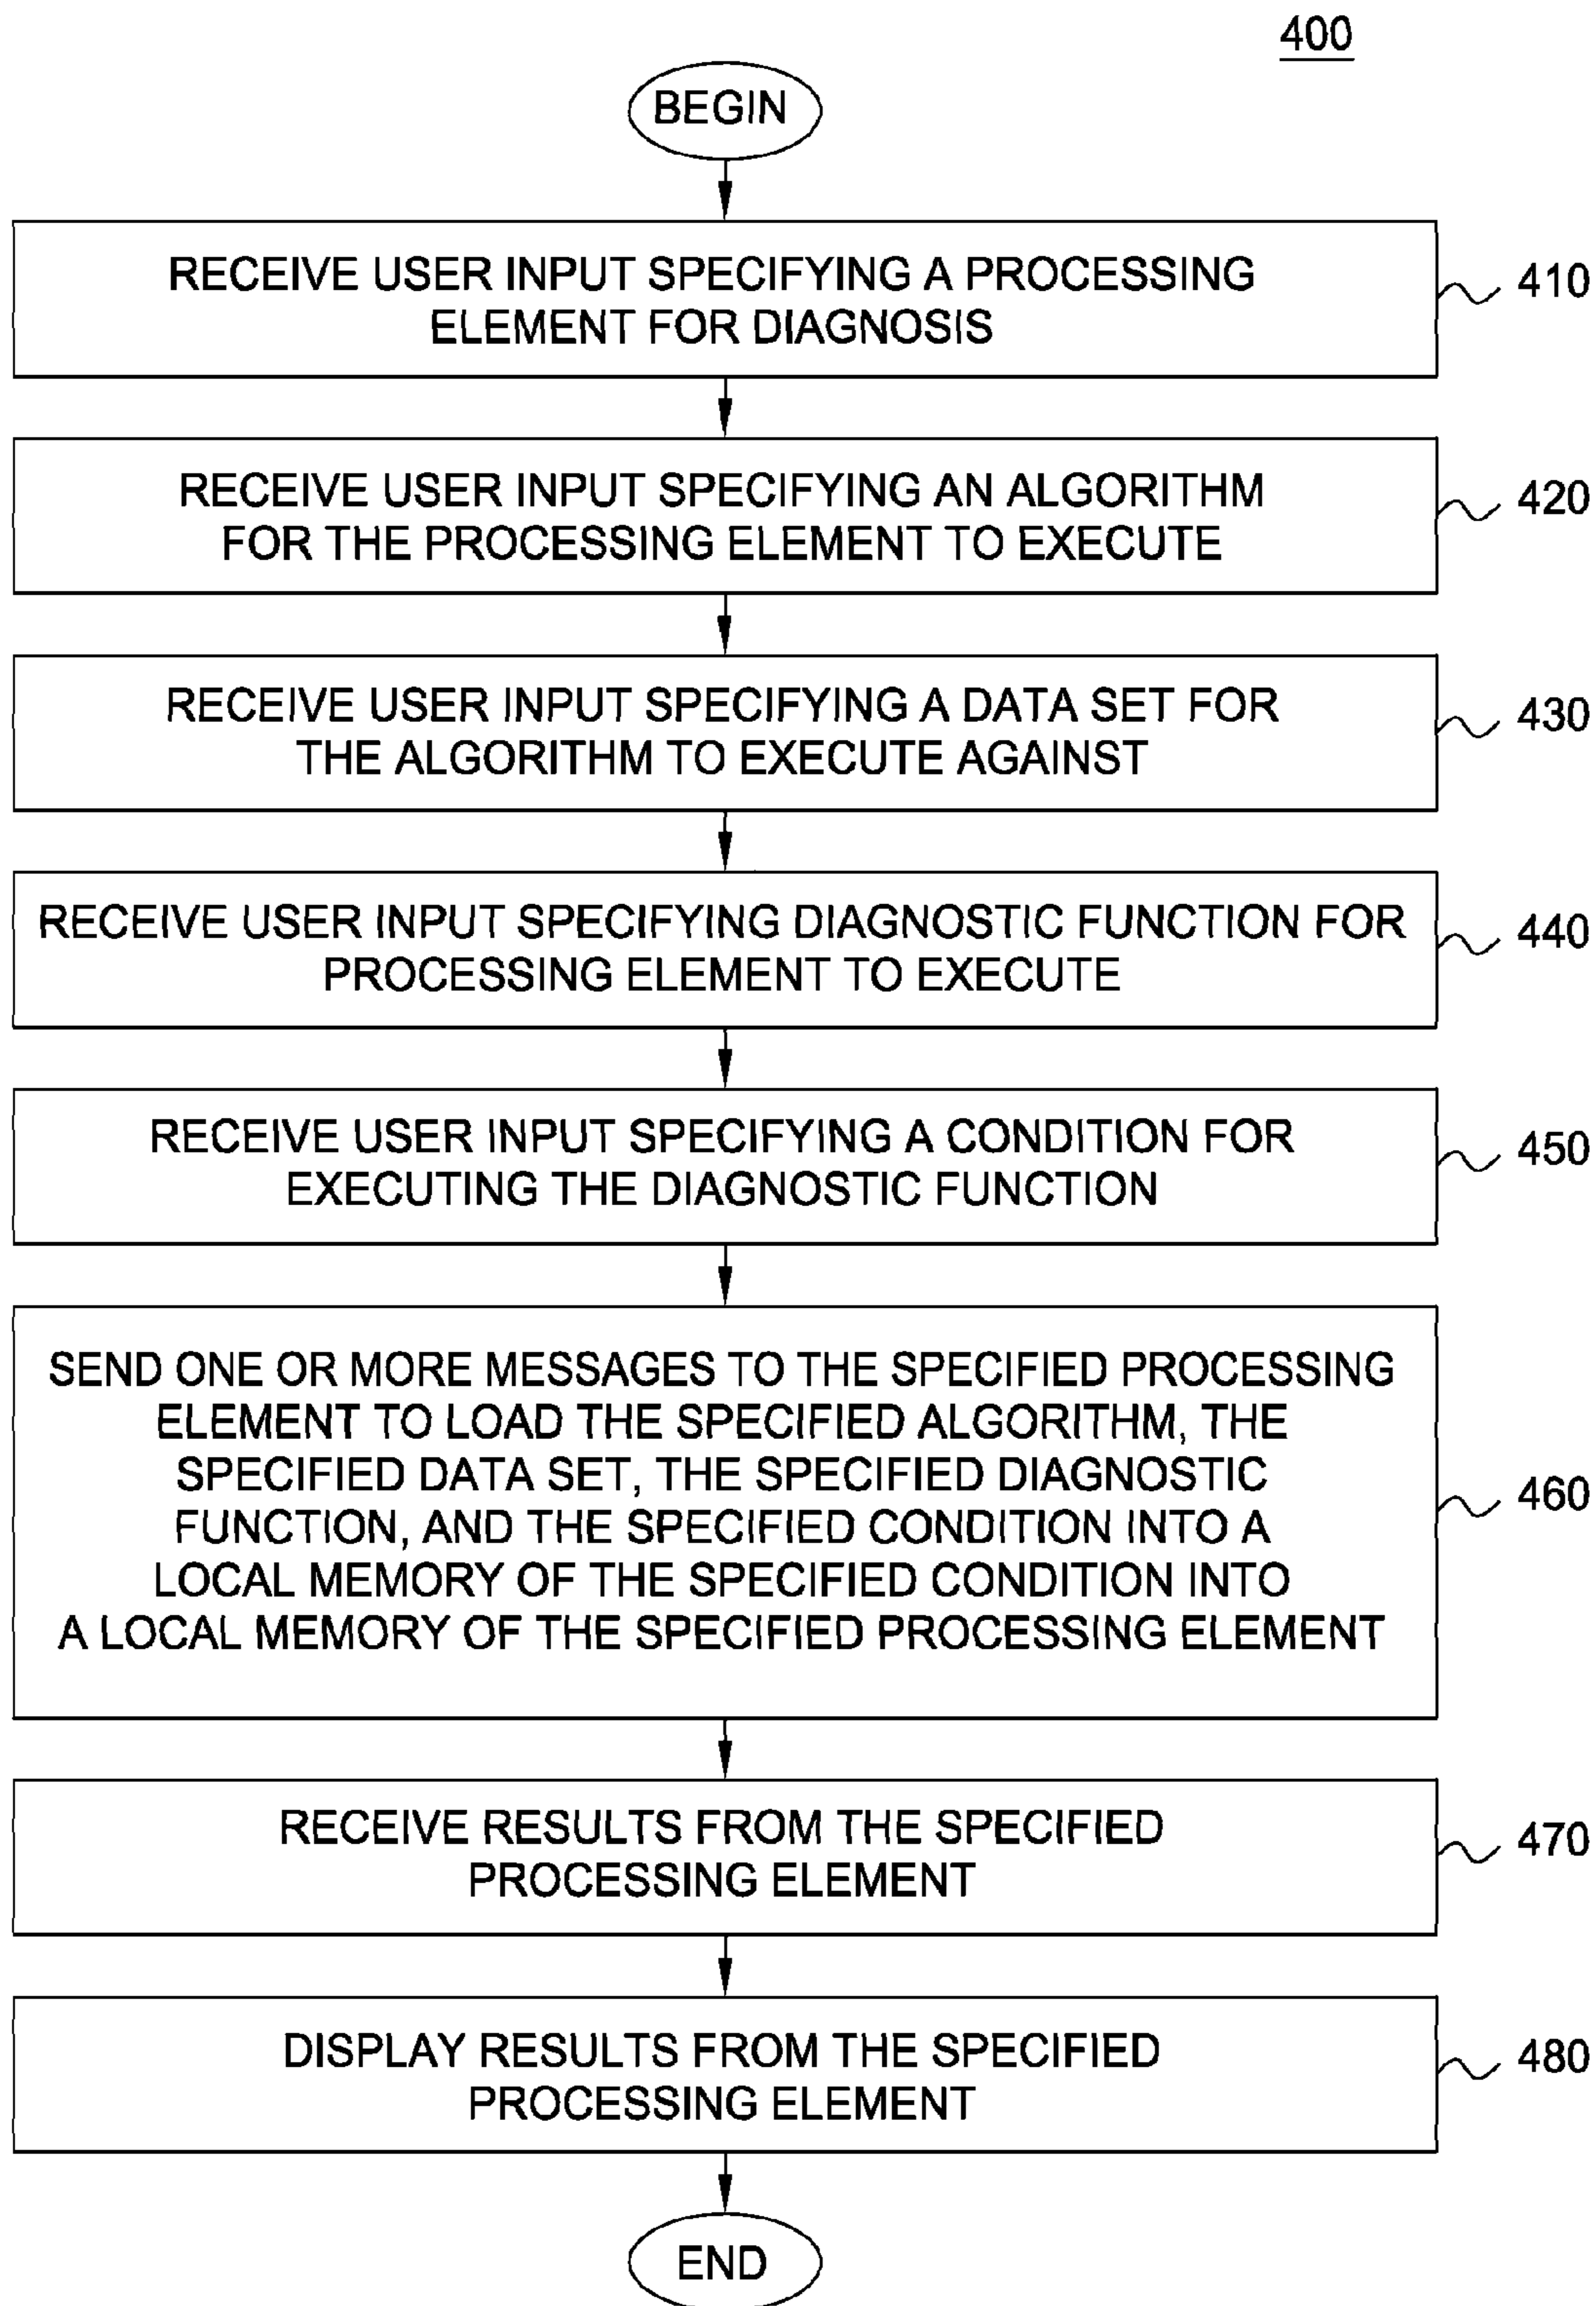 400
BEGIN
RECEIVE USER INPUT SPECIFYING A PROCESSING
ELEMENT FOR DIAGNOSIS
410
RECEIVE USER INPUT SPECIFYING AN ALGORITHM
FOR THE PROCESSING ELEMENT TO EXECUTE
420
RECEIVE USER INPUT SPECIFYING A DATA SET FOR
THE ALGORITHM TO EXECUTE AGAINST
430
RECEIVE USER INPUT SPECIFYING DIAGNOSTIC FUNCTION FOR
PROCESSING ELEMENT TO EXECUTE
440
RECEIVE USER INPUT SPECIFYING A CONDITION FOR
EXECUTING THE DIAGNOSTIC FUNCTION
450
SEND ONE OR MORE MESSAGES TO THE SPECIFIED PROCESSING
ELEMENT TO LOAD THE SPECIFIED ALGORITHM, THE
SPECIFIED DATA SET, THE SPECIFIED DIAGNOSTIC
FUNCTION, AND THE SPECIFIED CONDITION INTO A
LOCAL MEMORY OF THE SPECIFIED CONDITION INTO
A LOCAL MEMORY OF THE SPECIFIED PROCESSING ELEMENT
460
RECEIVE RESULTS FROM THE SPECIFIED
PROCESSING ELEMENT
470
DISPLAY RESULTS FROM THE SPECIFIED
PROCESSING ELEMENT
480
END